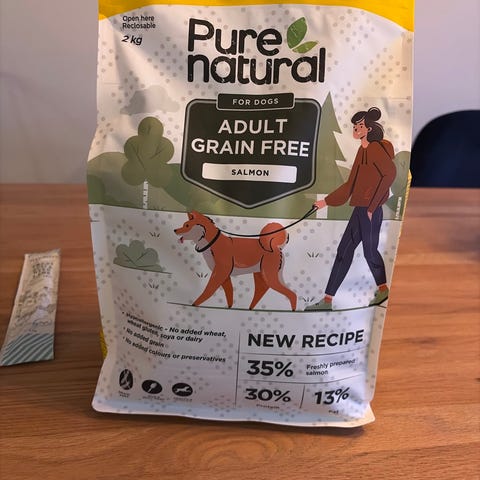 Open here
Reclosable
2 kg
Pure
natural
FOR DOGS
ADULT
GRAIN FREE
SALMON
• Hypoallergenic - No added wheat,
wheat gluten, soya or dairy
• No added grain
• No added colours or preservatives
NEW RECIPE
35% Freshly prepared
salmon
30% Protein
13% Fat